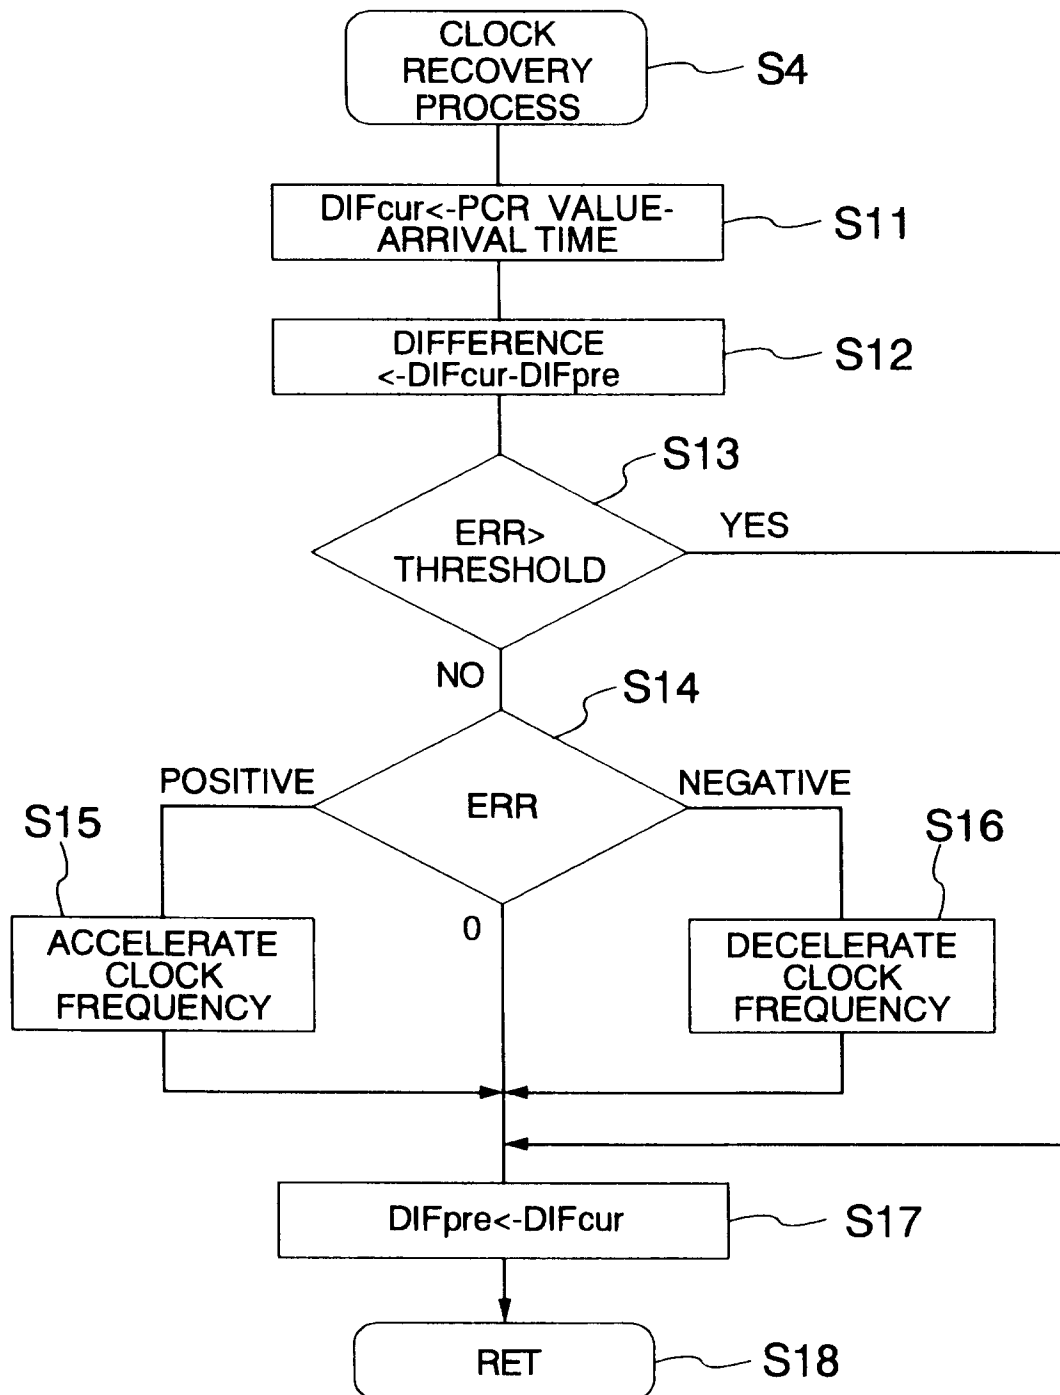 CLOCK
RECOVERY
PROCESS
S4
DIFcur<-PCR VALUE-
ARRIVAL TIME
S11
DIFFERENCE
<-DIFcur-DIFpre
S12
S13
ERR>
THRESHOLD
YES
NO
S14
POSITIVE
ERR
NEGATIVE
S15
S16
0
ACCELERATE
CLOCK
FREQUENCY
DECELERATE
CLOCK
FREQUENCY
DIFpre<-DIFcur
S17
RET
S18